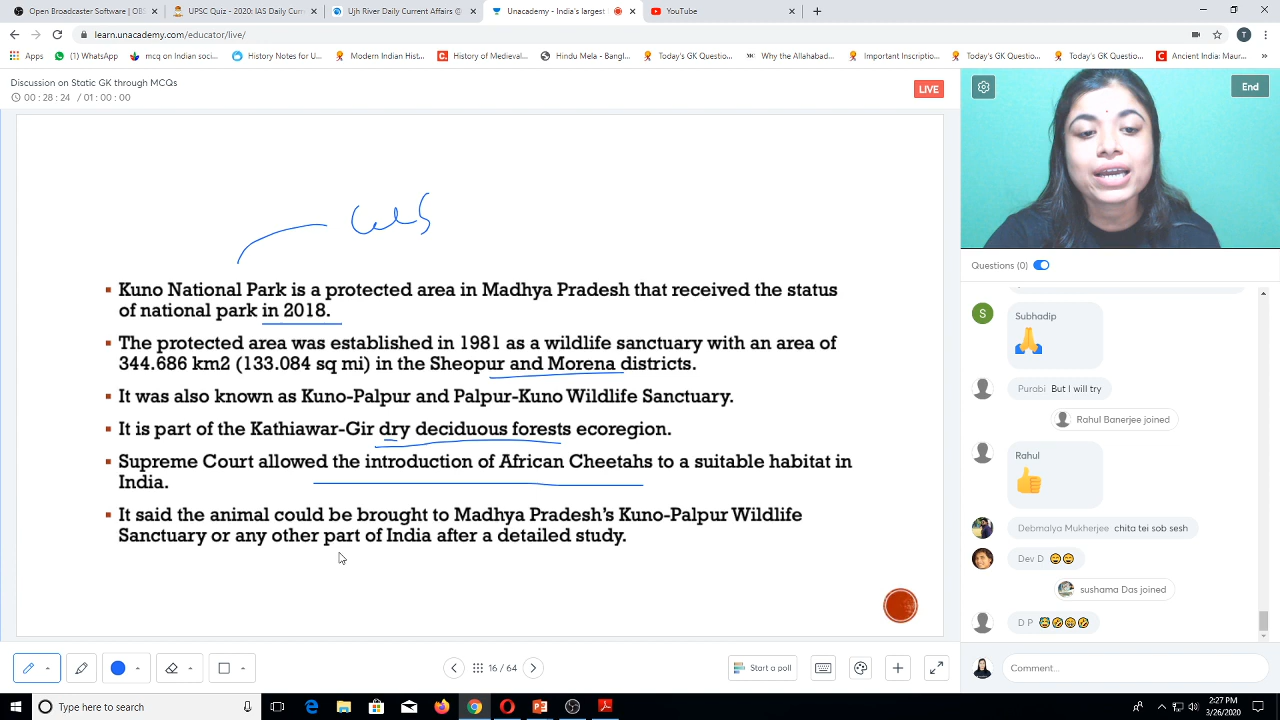 Open Broadcaster Software | OBS
UPSC Quiz - 2020: IAS Daily Curr
Ujh River Daily Current Affairs @
Unacademy - India's largest
YouTube
learn.unacademy.com/educator/live/
Apps
(1) WhatsApp
mcq on indian soci...
History Notes for U...
Modern Indian Hist...
History of Medieval...
Hindu Mela - Bangl...
Today's GK Questio...
Why the Allahabad...
Important Inscriptio...
Today's GK Questio...
Today's GK Questio...
Ancient India: Maur...
Discussion on Static GK through MCQs
00 : 28 : 24 / 01 : 00 : 00
LIVE
End
Kuno National Park is a protected area in Madhya Pradesh that received the status
of national park in 2018.
The protected area was established in 1981 as a wildlife sanctuary with an area of
344.686 km2 (133.084 sq mi) in the Sheopur and Morena districts.
It was also known as Kuno-Palpur and Palpur-Kuno Wildlife Sanctuary.
It is part of the Kathiawar-Gir dry deciduous forests ecoregion.
Supreme Court allowed the introduction of African Cheetahs to a suitable habitat in
India.
It said the animal could be brought to Madhya Pradesh's Kuno-Palpur Wildlife
Sanctuary or any other part of India after a detailed study.
Questions (0)
S
Subhadip
Purabi But I will try
Rahul Banerjee joined
Rahul
Debmalya Mukherjee chita tei sob sesh
Dev D
sushama Das joined
D P
16 / 64
Start a poll
Comment...
Type here to search
2:27 PM
3/26/2020